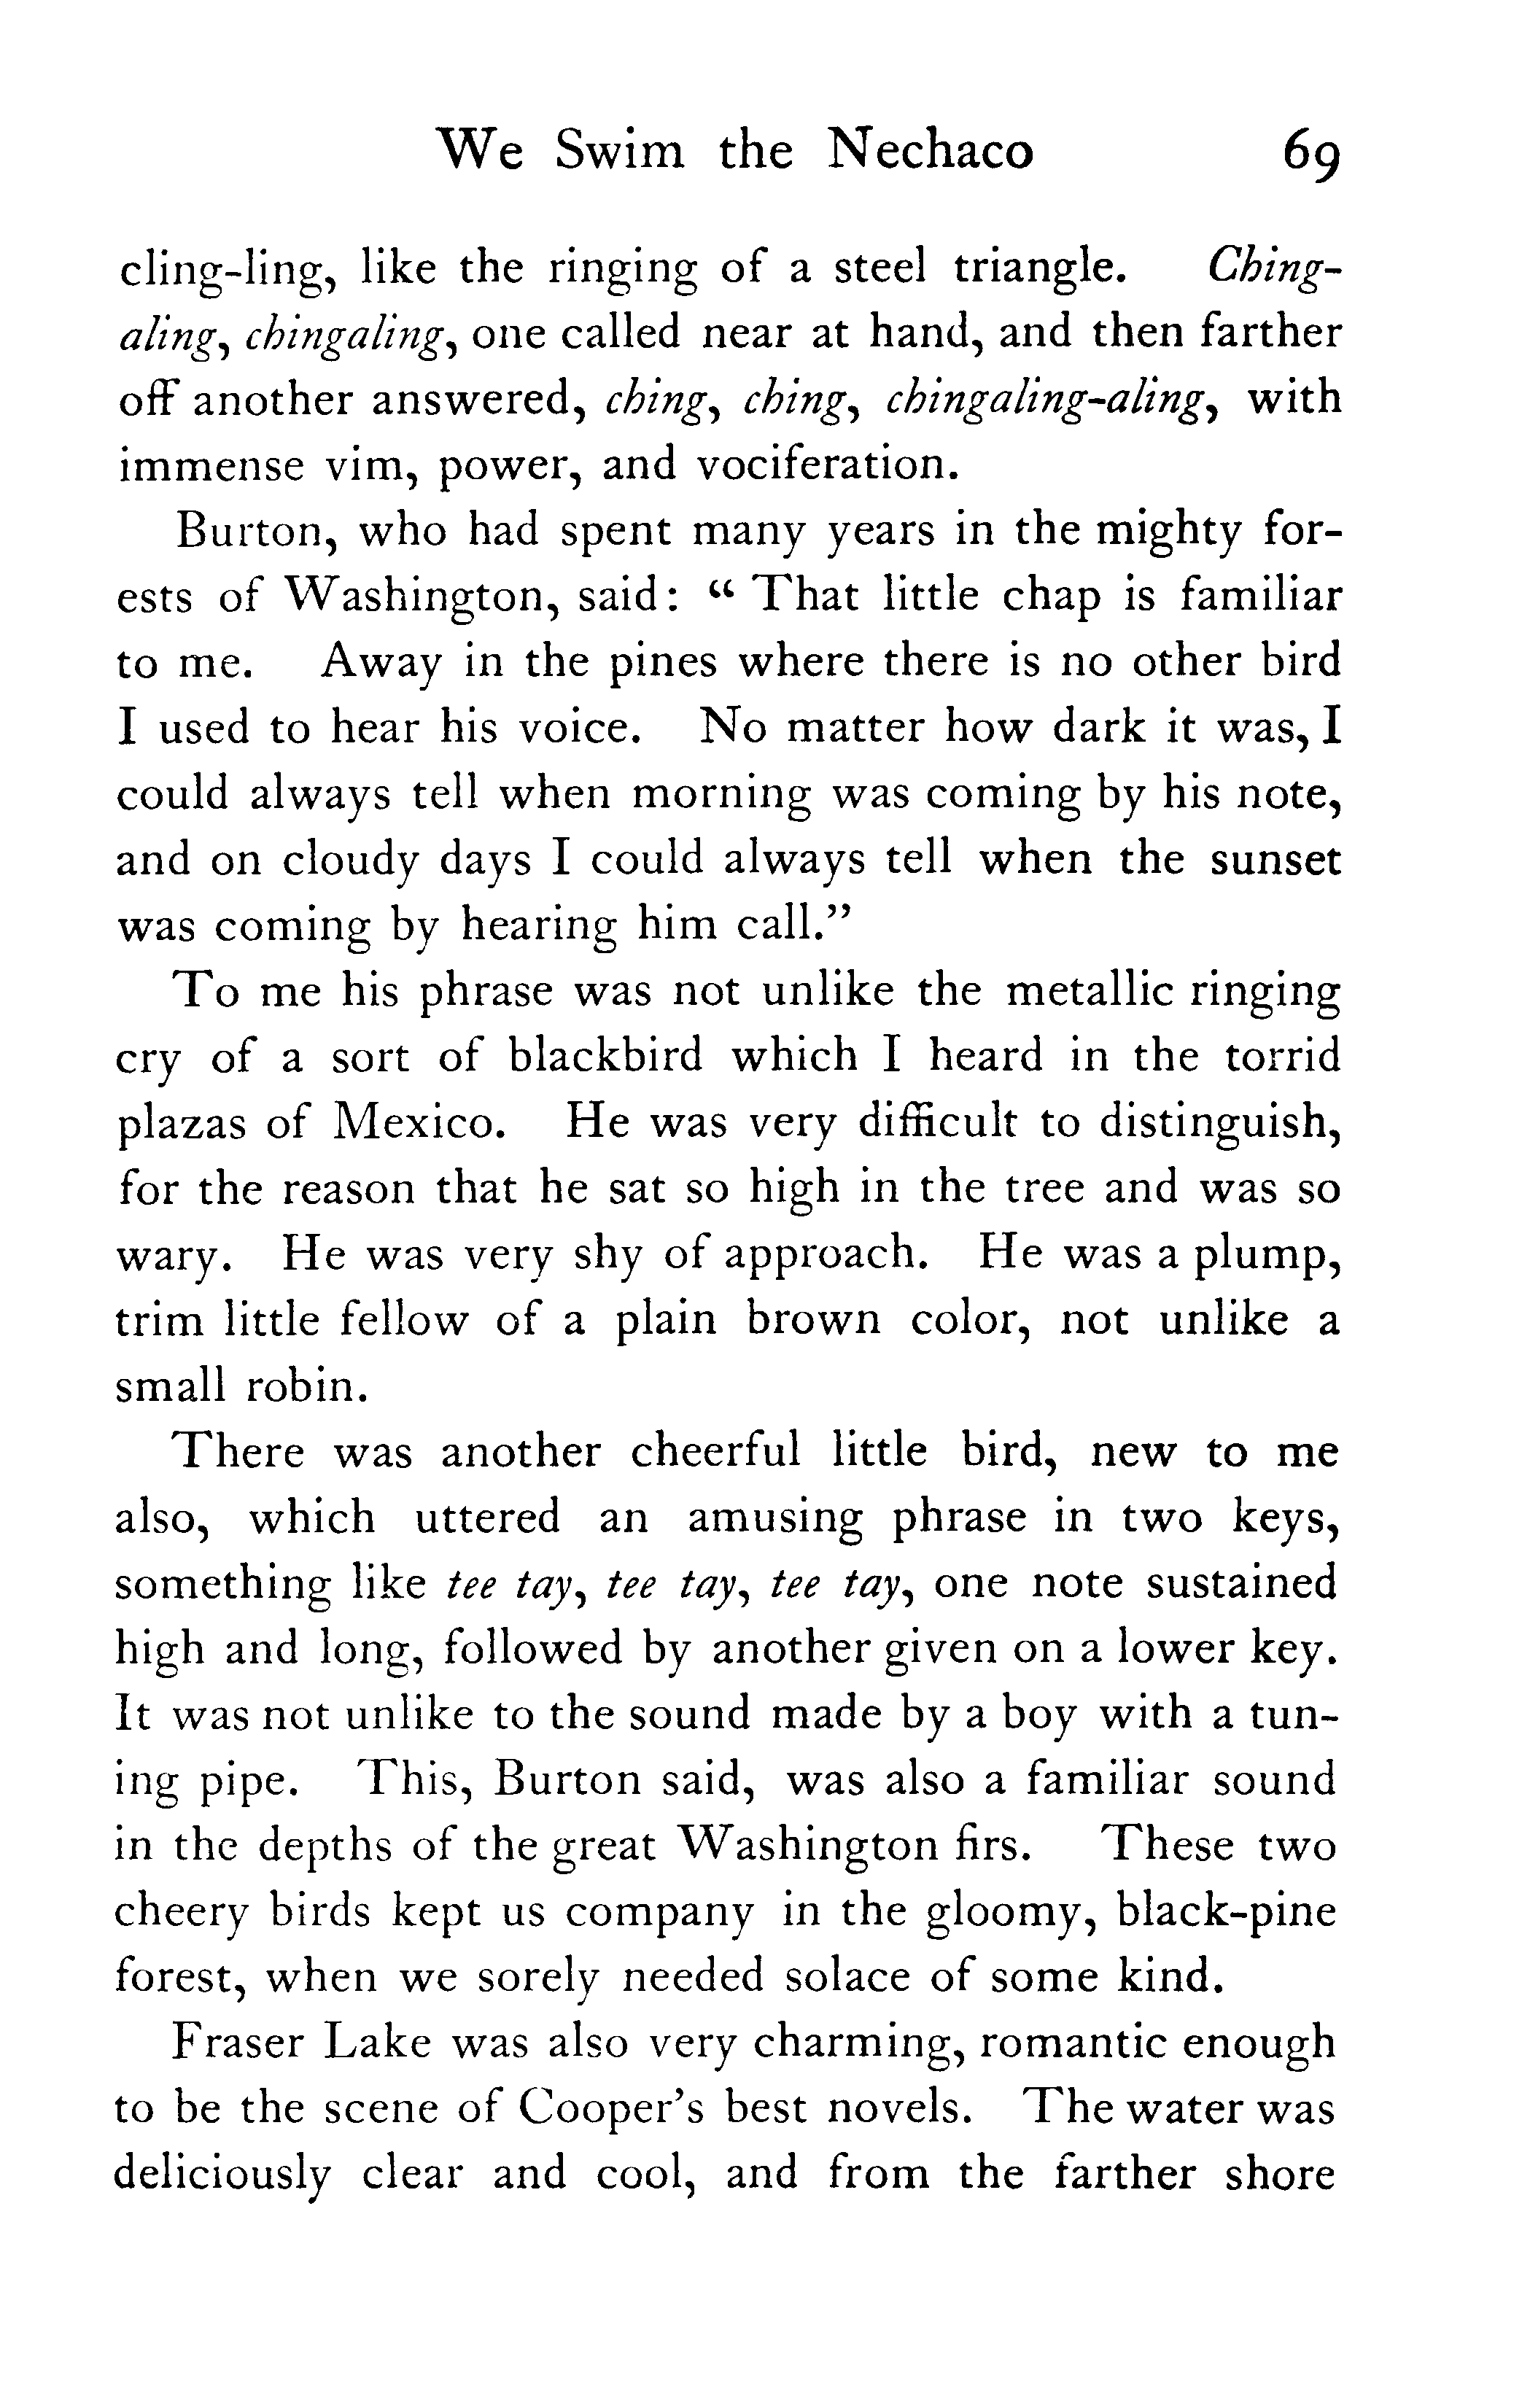 We Swim the Nechaco 69
cling-ling, like the ringing of a steel triangle. Ching-
aling, chingaling, one called near at hand, and then farther
off another answered, ching, ching, chingaling-aling, with
immense vim, power, and vociferation.
Burton, who had spent many years in the mighty for-
ests of Washington, said: “ That little chap is familiar
to me. Away in the pines where there is no other bird
I used to hear his voice. No matter how dark it was, I
could always tell when morning was coming by his note,
and on cloudy days I could always tell when the sunset
was coming by hearing him call.”
To me his phrase was not unlike the metallic ringing
cry of a sort of blackbird which I heard in the torrid
plazas of Mexico. He was very difficult to distinguish,
for the reason that he sat so high in the tree and was so
wary. He was very shy of approach. He was a plump,
trim little fellow of a plain brown color, not unlike a
small robin.
There was another cheerful little bird, new to me
also, which uttered an amusing phrase in two keys,
something like tee tay, tee tay, tee tay, one note sustained
high and long, followed by another given on a lower key.
It was not unlike to the sound made by a boy with a tun-
ing pipe. This, Burton said, was also a familiar sound
in the depths of the great Washington firs. These two
cheery birds kept us company in the gloomy, black-pine
forest, when we sorely needed solace of some kind.
Fraser Lake was also very charming, romantic enough
to be the scene of Cooper’s best novels. The water was
deliciously clear and cool, and from the farther shore